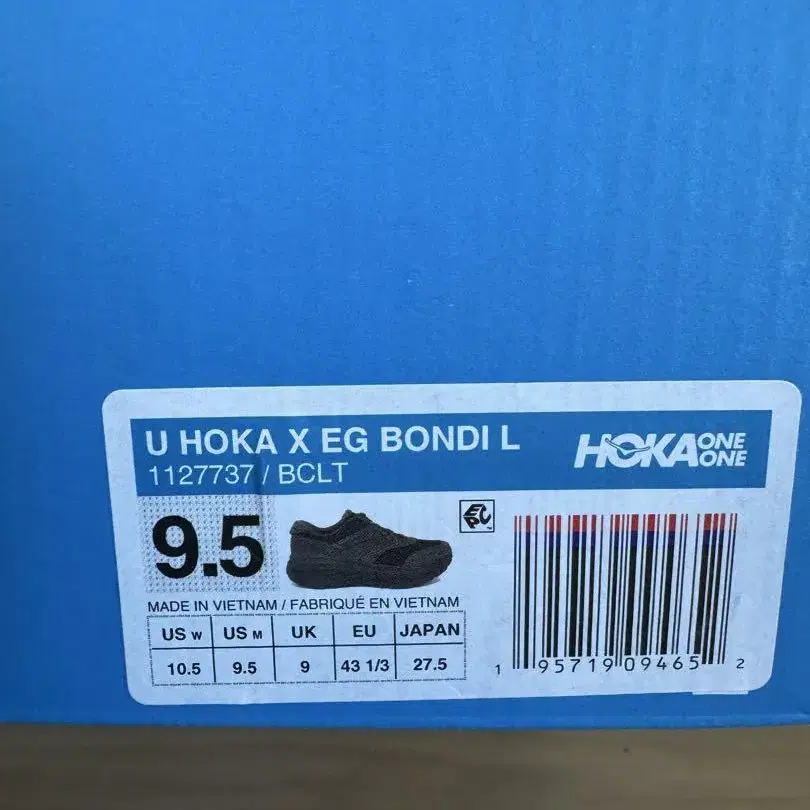 U HOKA X EG BONDI L
1127737 / BCLT
HOKA ONE ONE
9.5
EPC
MADE IN VIETNAM / FABRIQUÉ EN VIETNAM
US W US M UK EU JAPAN
10.5 9.5 9 43 1/3 27.5
1 95719 09465 2